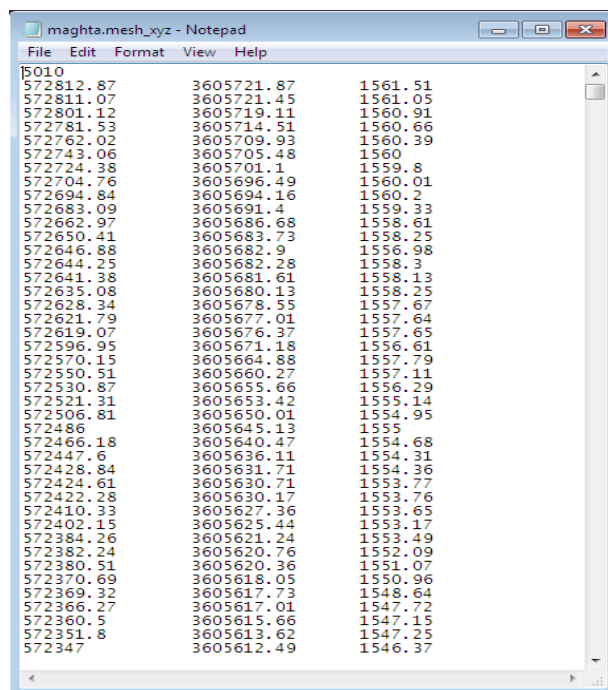 maghta.mesh_xyz - Notepad
File Edit Format View Help
5010
572812.87 3605721.87 1561.51
572811.07 3605721.45 1561.05
572801.12 3605719.11 1560.91
572781.53 3605714.51 1560.66
572762.02 3605709.93 1560.39
572743.06 3605705.48 1560
572724.38 3605701.1 1559.8
572704.76 3605696.49 1560.01
572694.84 3605694.16 1560.2
572683.09 3605691.4 1559.33
572662.97 3605686.68 1558.61
572650.41 3605683.73 1558.25
572646.88 3605682.9 1556.98
572644.25 3605682.28 1558.3
572641.38 3605681.61 1558.13
572635.08 3605680.13 1558.25
572628.34 3605678.55 1557.67
572621.79 3605677.01 1557.64
572619.07 3605676.37 1557.65
572596.95 3605671.18 1556.61
572570.15 3605664.88 1557.79
572550.51 3605660.27 1557.11
572530.87 3605655.66 1556.29
572521.31 3605653.42 1555.14
572506.81 3605650.01 1554.95
572486 3605645.13 1555
572466.18 3605640.47 1554.68
572447.6 3605636.11 1554.31
572428.84 3605631.71 1554.36
572424.61 3605630.71 1553.77
572422.28 3605630.17 1553.76
572410.33 3605627.36 1553.65
572402.15 3605625.44 1553.17
572384.26 3605621.24 1553.49
572382.24 3605620.76 1552.09
572380.51 3605620.36 1551.07
572370.69 3605618.05 1550.96
572369.32 3605617.73 1548.64
572366.27 3605617.01 1547.72
572360.5 3605615.66 1547.15
572351.8 3605613.62 1547.25
572347 3605612.49 1546.37